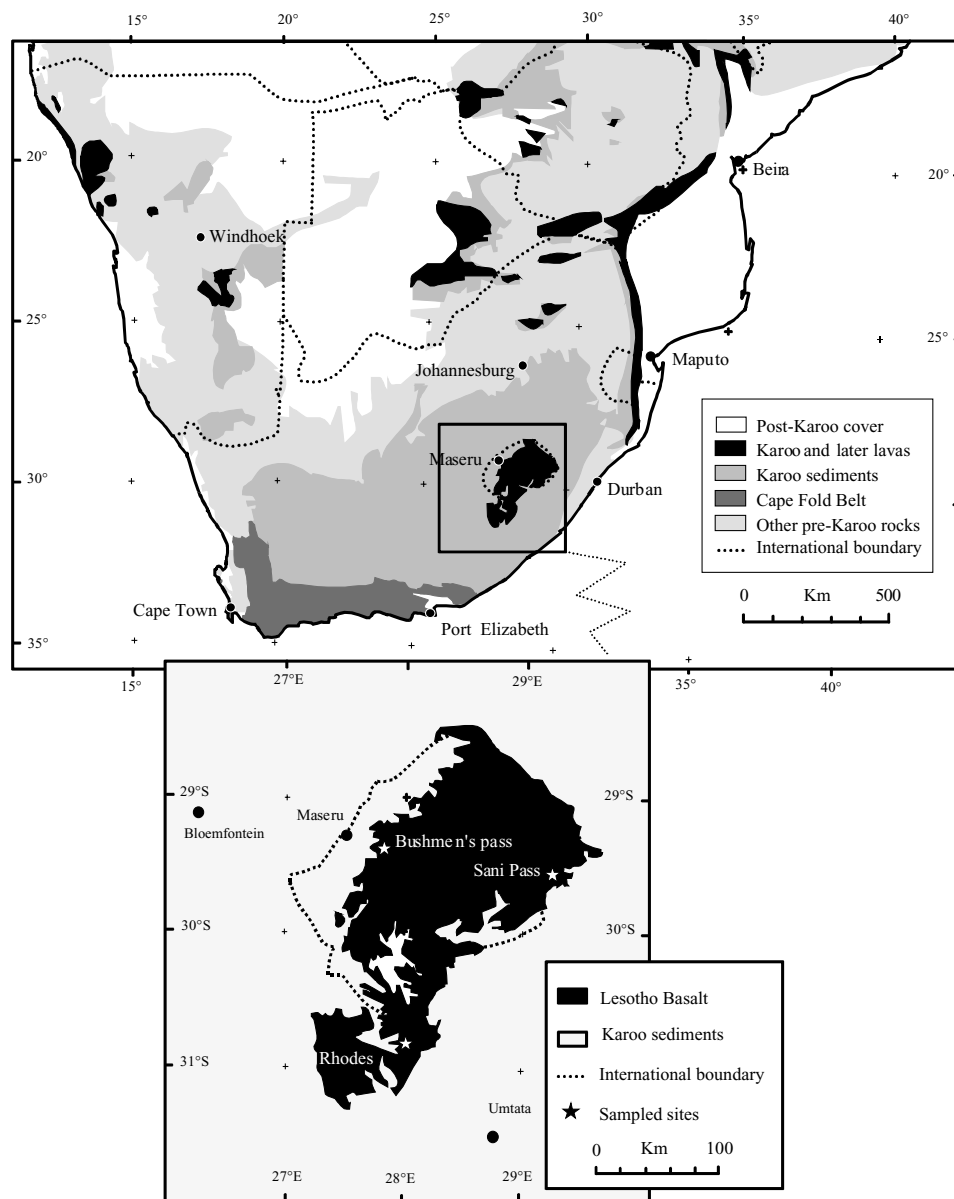 15°
20°
25°
30°
35°
40°
20°
Beira
20°
Windhoek
25°
25°
Maputo
Johannesburg
Post-Karoo cover
Karoo and later lavas
Karoo sediments
Cape Fold Belt
Other pre-Karoo rocks
International boundary
Maseru
30°
Durban
0 Km 500
Cape Town
Port Elizabeth
35°
15°
27°E
29°E
35°
40°
29°S
29°S
Maseru
Bloemfontein
Bushmen's pass
Sani Pass
30°S
30°S
Lesotho Basalt
Karoo sediments
International boundary
Sampled sites
0 Km 100
Rhodes
31°S
Umtata
27°E
28°E
29°E